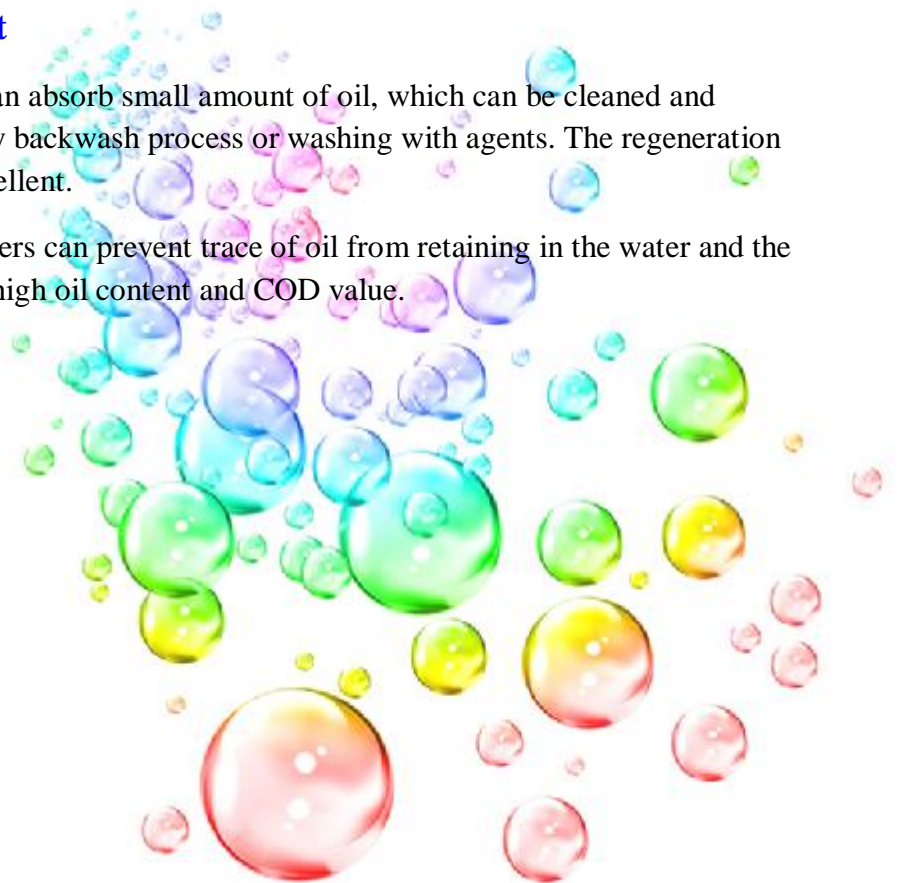 t
an absorb small amount of oil, which can be cleaned and
y backwash process or washing with agents. The regeneration
ellent.
ers can prevent trace of oil from retaining in the water and the
high oil content and COD value.